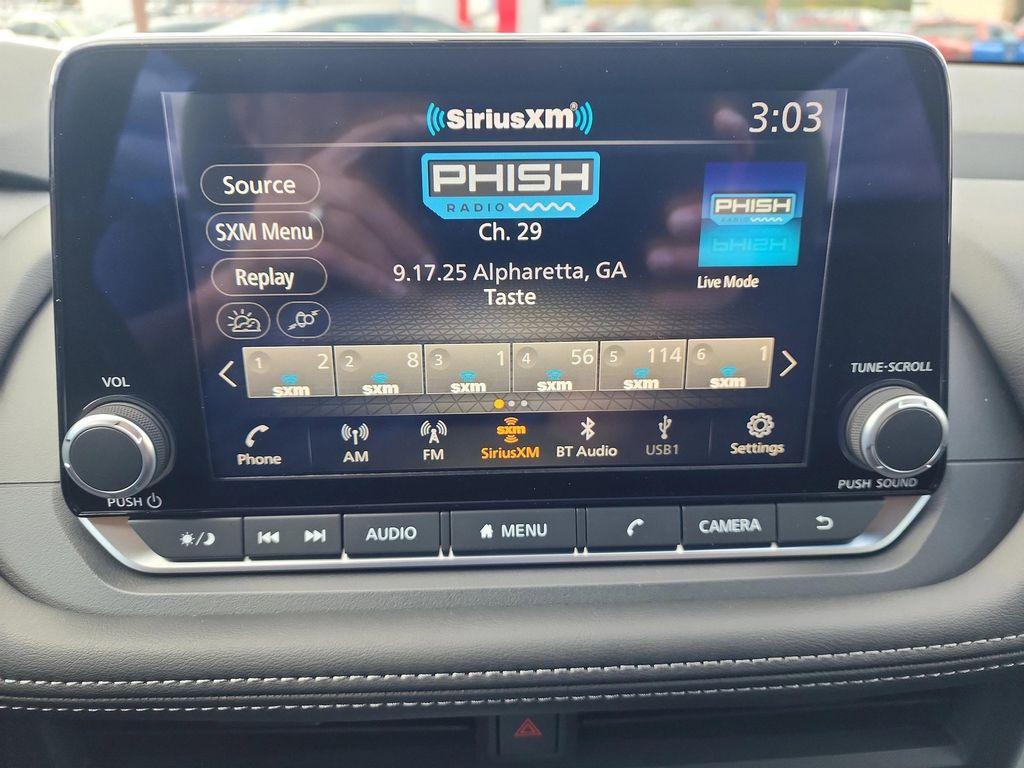 SiriusXM®
3:03
PHISH
RADIO
Ch. 29
9.17.25 Alpharetta, GA
Taste
Source
SXM Menu
Replay
PHISH
RADIO
Live Mode
1 2 sxm
2 8 sxm
3 1 sxm
4 56 sxm
5 114 sxm
6 1 sxm
Phone
AM
FM
sxm
SiriusXM
BT Audio
USB1
Settings
VOL
PUSH
TUNE·SCROLL
PUSH SOUND
AUDIO
MENU
CAMERA